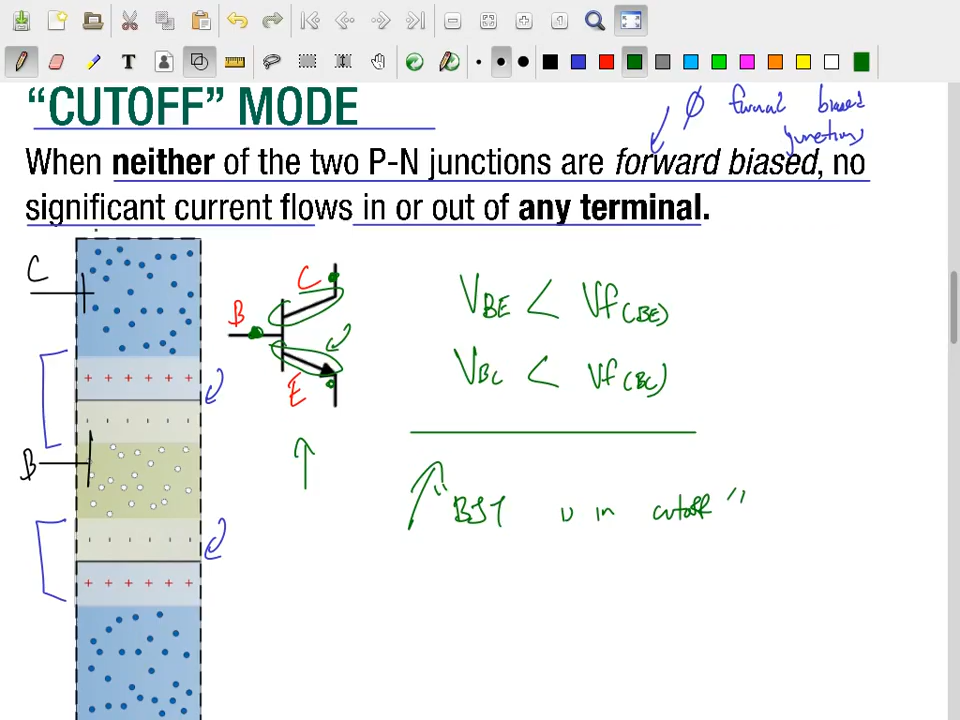 "CUTOFF" MODE
Ø forward biased
junctions
When neither of the two P-N junctions are forward biased, no
significant current flows in or out of any terminal.
C
C
B
E
VBE < Vf(BE)
VBC < Vf(BC)
B
"BJT is in cutoff"